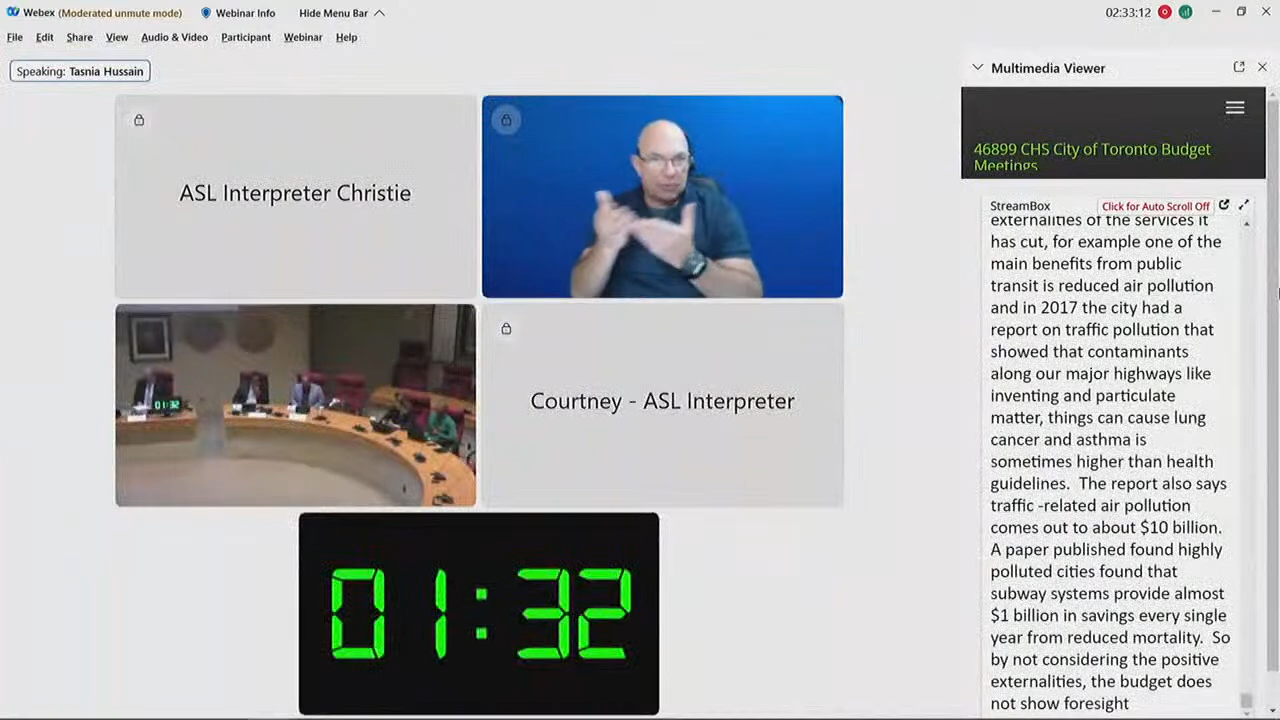 Webex (Moderated unmute mode) Webinar Info Hide Menu Bar 02:33:12
File Edit Share View Audio & Video Participant Webinar Help
Speaking: Tasnia Hussain
ASL Interpreter Christie
01:32
Courtney - ASL Interpreter
01:32
Multimedia Viewer
46899 CHS City of Toronto Budget
Meetings
StreamBox Click for Auto Scroll Off
externalities of the services it
has cut, for example one of the
main benefits from public
transit is reduced air pollution
and in 2017 the city had a
report on traffic pollution that
showed that contaminants
along our major highways like
inventing and particulate
matter, things can cause lung
cancer and asthma is
sometimes higher than health
guidelines. The report also says
traffic -related air pollution
comes out to about $10 billion.
A paper published found highly
polluted cities found that
subway systems provide almost
$1 billion in savings every single
year from reduced mortality. So
by not considering the positive
externalities, the budget does
not show foresight